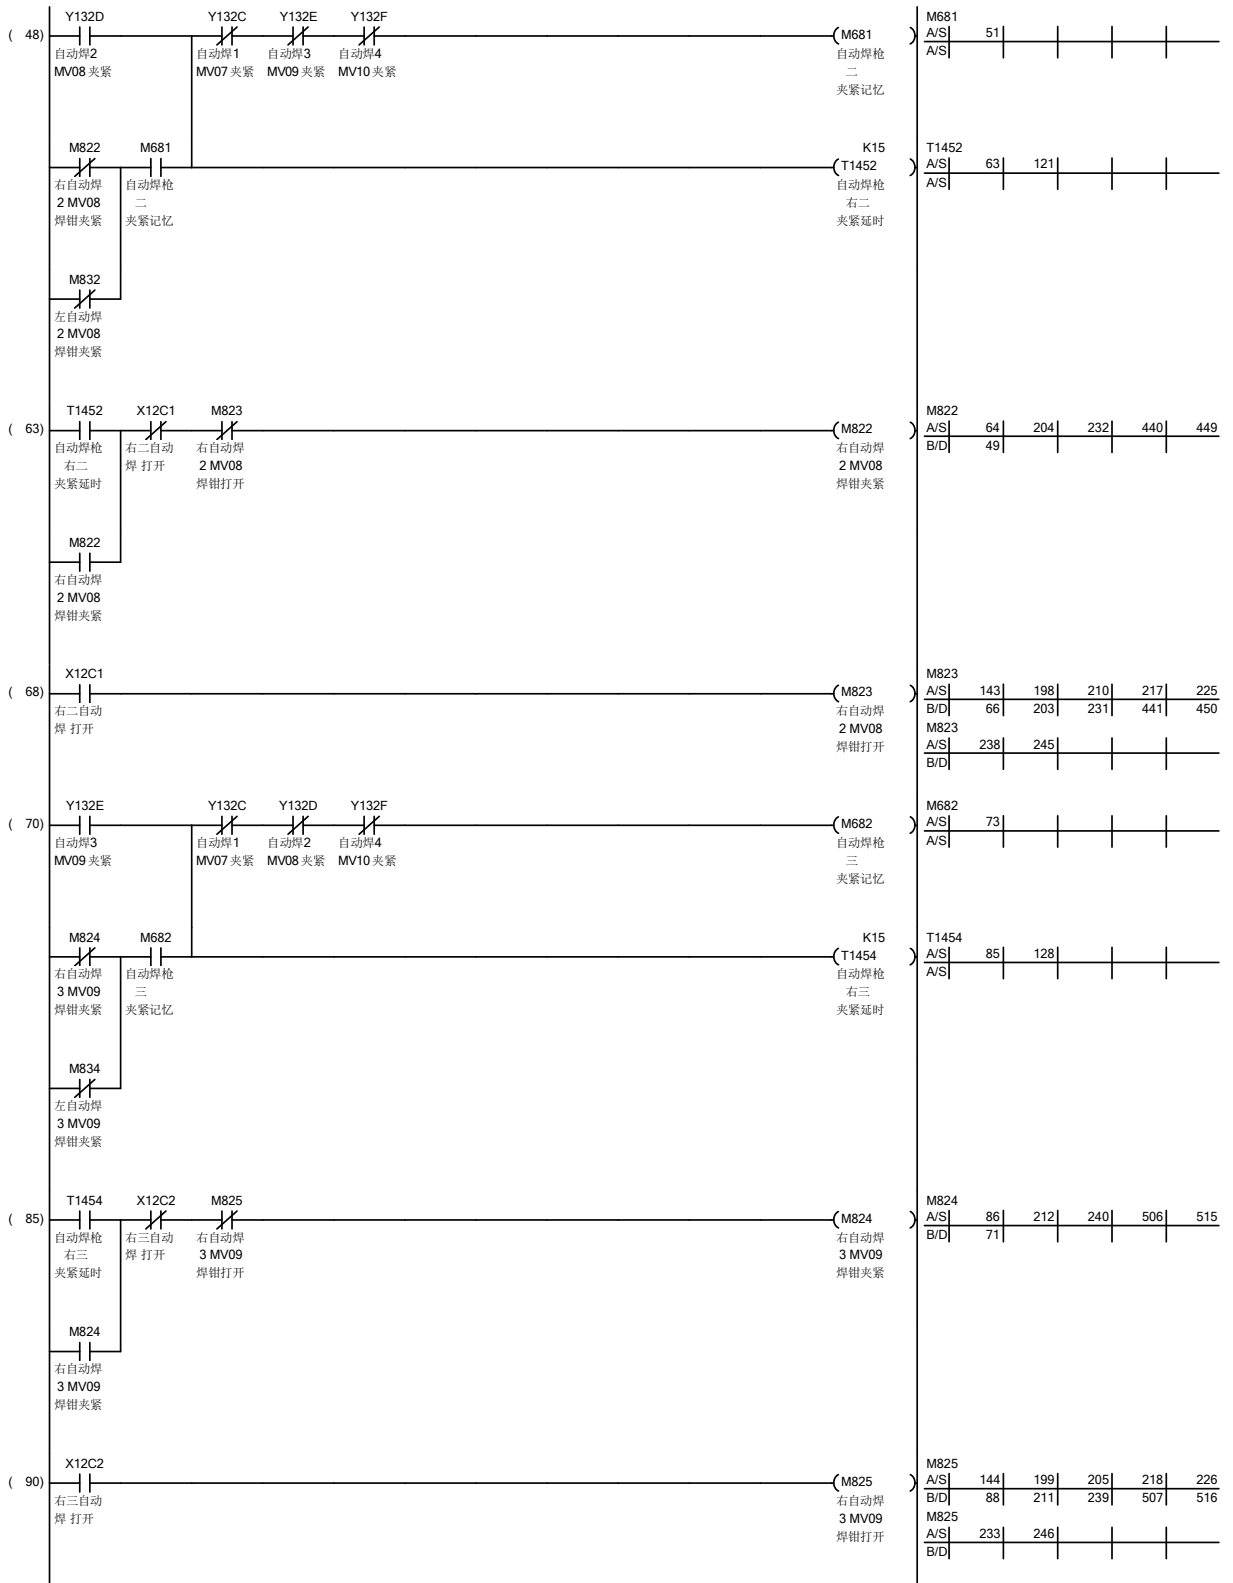 Y132D Y132C Y132E Y132F M681
( 48) (M681 ) A/S 51
自动焊2 自动焊1 自动焊3 自动焊4 自动焊枪 A/S
MV08 夹紧 MV07 夹紧 MV09 夹紧 MV10 夹紧 二
夹紧记忆
M822 M681 K15 T1452
(T1452 ) A/S 63 121
右自动焊 自动焊枪 自动焊枪 A/S
2 MV08 二 右二
焊钳夹紧 夹紧记忆 夹紧延时
M832
左自动焊
2 MV08
焊钳夹紧
T1452 X12C1 M823 M822
( 63) (M822 ) A/S 64 204 232 440 449
自动焊枪 右二自动 右自动焊 右自动焊 B/D 49
右二 焊 打开 2 MV08 2 MV08
夹紧延时 焊钳打开 焊钳夹紧
M822
右自动焊
2 MV08
焊钳夹紧
X12C1 M823
( 68) (M823 ) A/S 143 198 210 217 225
右二自动 右自动焊 B/D 66 203 231 441 450
焊 打开 2 MV08 M823
焊钳打开 A/S 238 245
B/D
Y132E Y132C Y132D Y132F M682
( 70) (M682 ) A/S 73
自动焊3 自动焊1 自动焊2 自动焊4 自动焊枪 A/S
MV09 夹紧 MV07 夹紧 MV08 夹紧 MV10 夹紧 三
夹紧记忆
M824 M682 K15 T1454
(T1454 ) A/S 85 128
右自动焊 自动焊枪 自动焊枪 A/S
3 MV09 三 右三
焊钳夹紧 夹紧记忆 夹紧延时
M834
左自动焊
3 MV09
焊钳夹紧
T1454 X12C2 M825 M824
( 85) (M824 ) A/S 86 212 240 506 515
自动焊枪 右三自动 右自动焊 右自动焊 B/D 71
右三 焊 打开 3 MV09 3 MV09
夹紧延时 焊钳打开 焊钳夹紧
M824
右自动焊
3 MV09
焊钳夹紧
X12C2 M825
( 90) (M825 ) A/S 144 199 205 218 226
右三自动 右自动焊 B/D 88 211 239 507 516
焊 打开 3 MV09 M825
焊钳打开 A/S 233 246
B/D